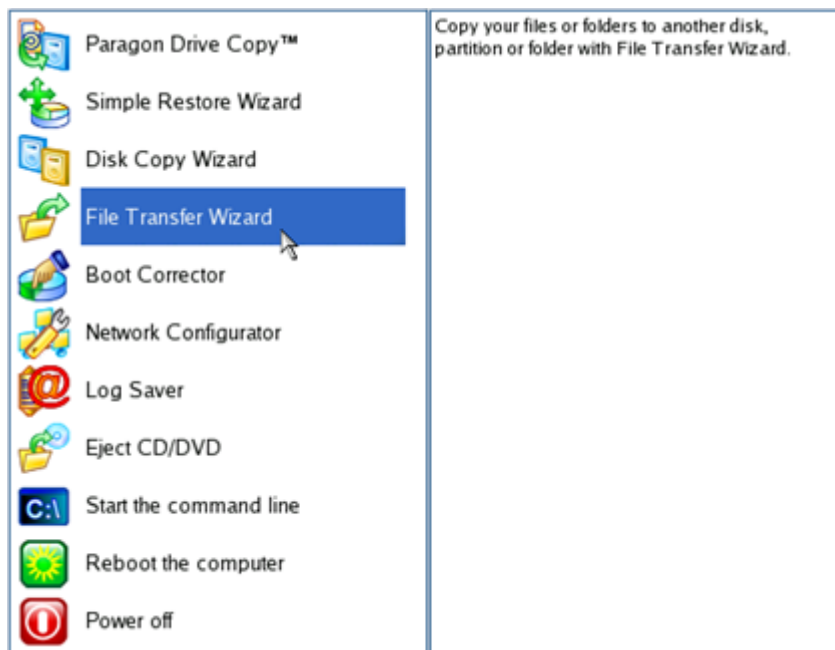 Paragon Drive Copy™
Simple Restore Wizard
Disk Copy Wizard
File Transfer Wizard
Boot Corrector
Network Configurator
Log Saver
Eject CD/DVD
C:\
Start the command line
Reboot the computer
Power off
Copy your files or folders to another disk,
partition or folder with File Transfer Wizard.